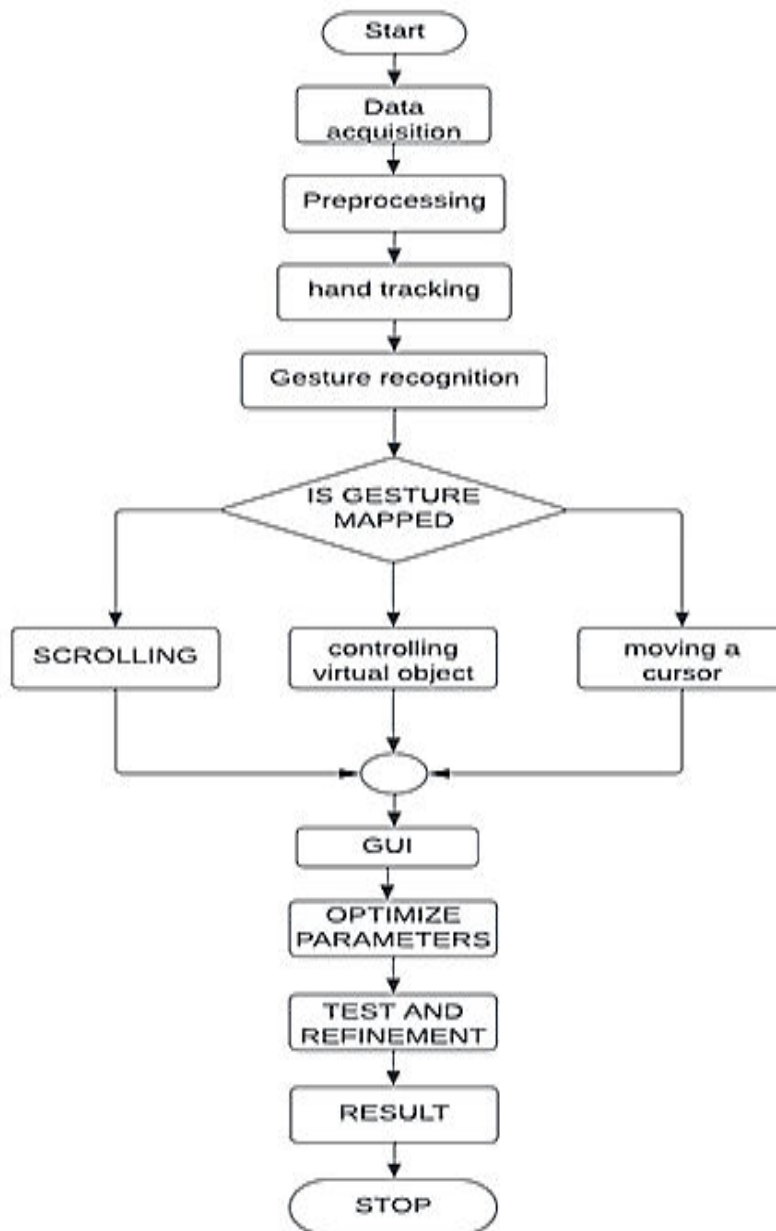 Start
Data
acquisition
Preprocessing
hand tracking
Gesture recognition
IS GESTURE
MAPPED
SCROLLING
controlling
virtual object
moving a
cursor
GUI
OPTIMIZE
PARAMETERS
TEST AND
REFINEMENT
RESULT
STOP